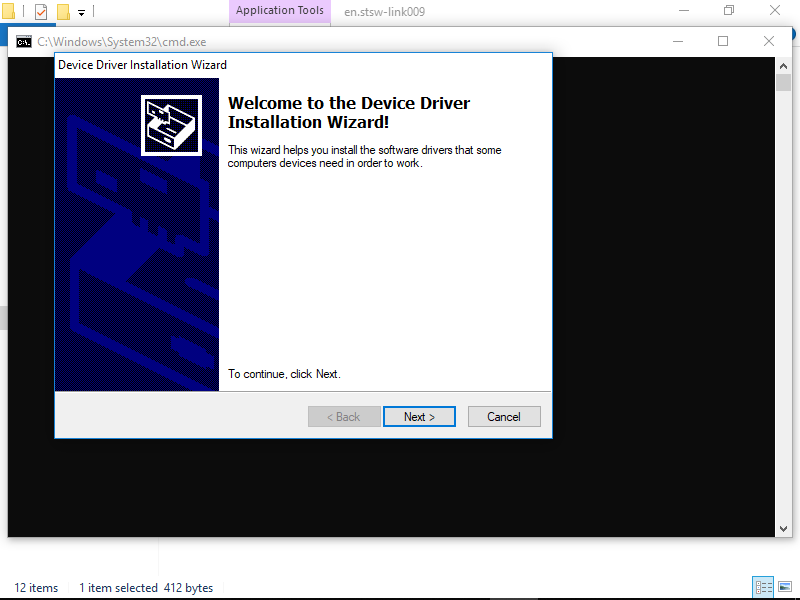 Application Tools
en.stsw-link009
C:\Windows\System32\cmd.exe
Device Driver Installation Wizard
Welcome to the Device Driver
Installation Wizard!
This wizard helps you install the software drivers that some
computers devices need in order to work.
To continue, click Next.
< Back
Next >
Cancel
12 items
1 item selected 412 bytes